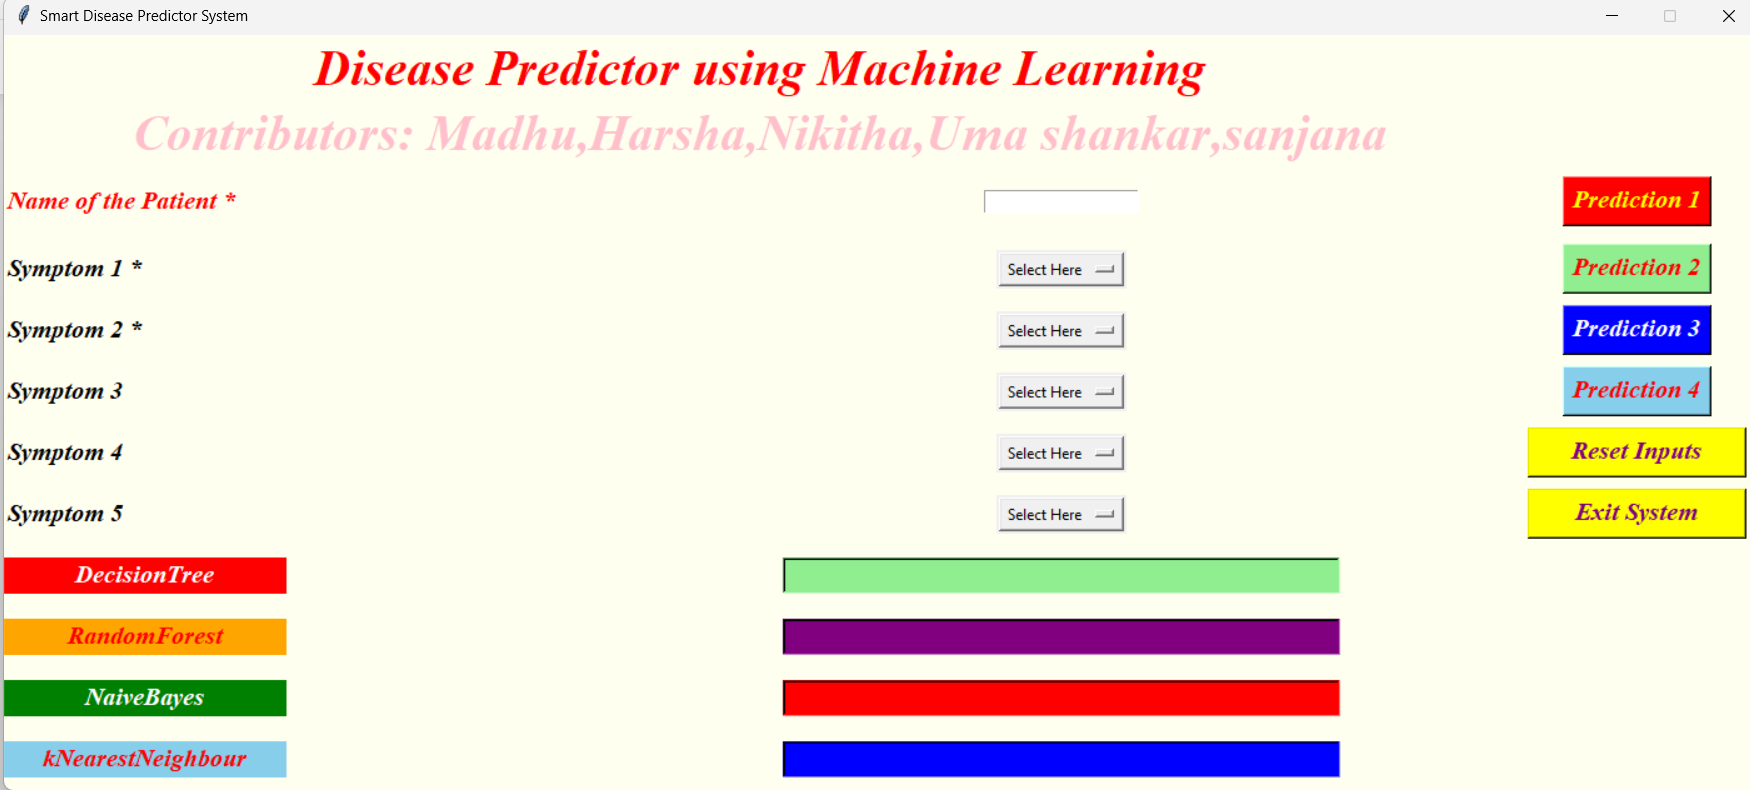 Smart Disease Predictor System
Disease Predictor using Machine Learning
Contributors: Madhu,Harsha,Nikitha,Uma shankar,sanjana
Name of the Patient *
Prediction 1
Symptom 1 *
Select Here
Prediction 2
Symptom 2 *
Select Here
Prediction 3
Symptom 3
Select Here
Prediction 4
Symptom 4
Select Here
Reset Inputs
Symptom 5
Select Here
Exit System
DecisionTree
RandomForest
NaiveBayes
kNearestNeighbour